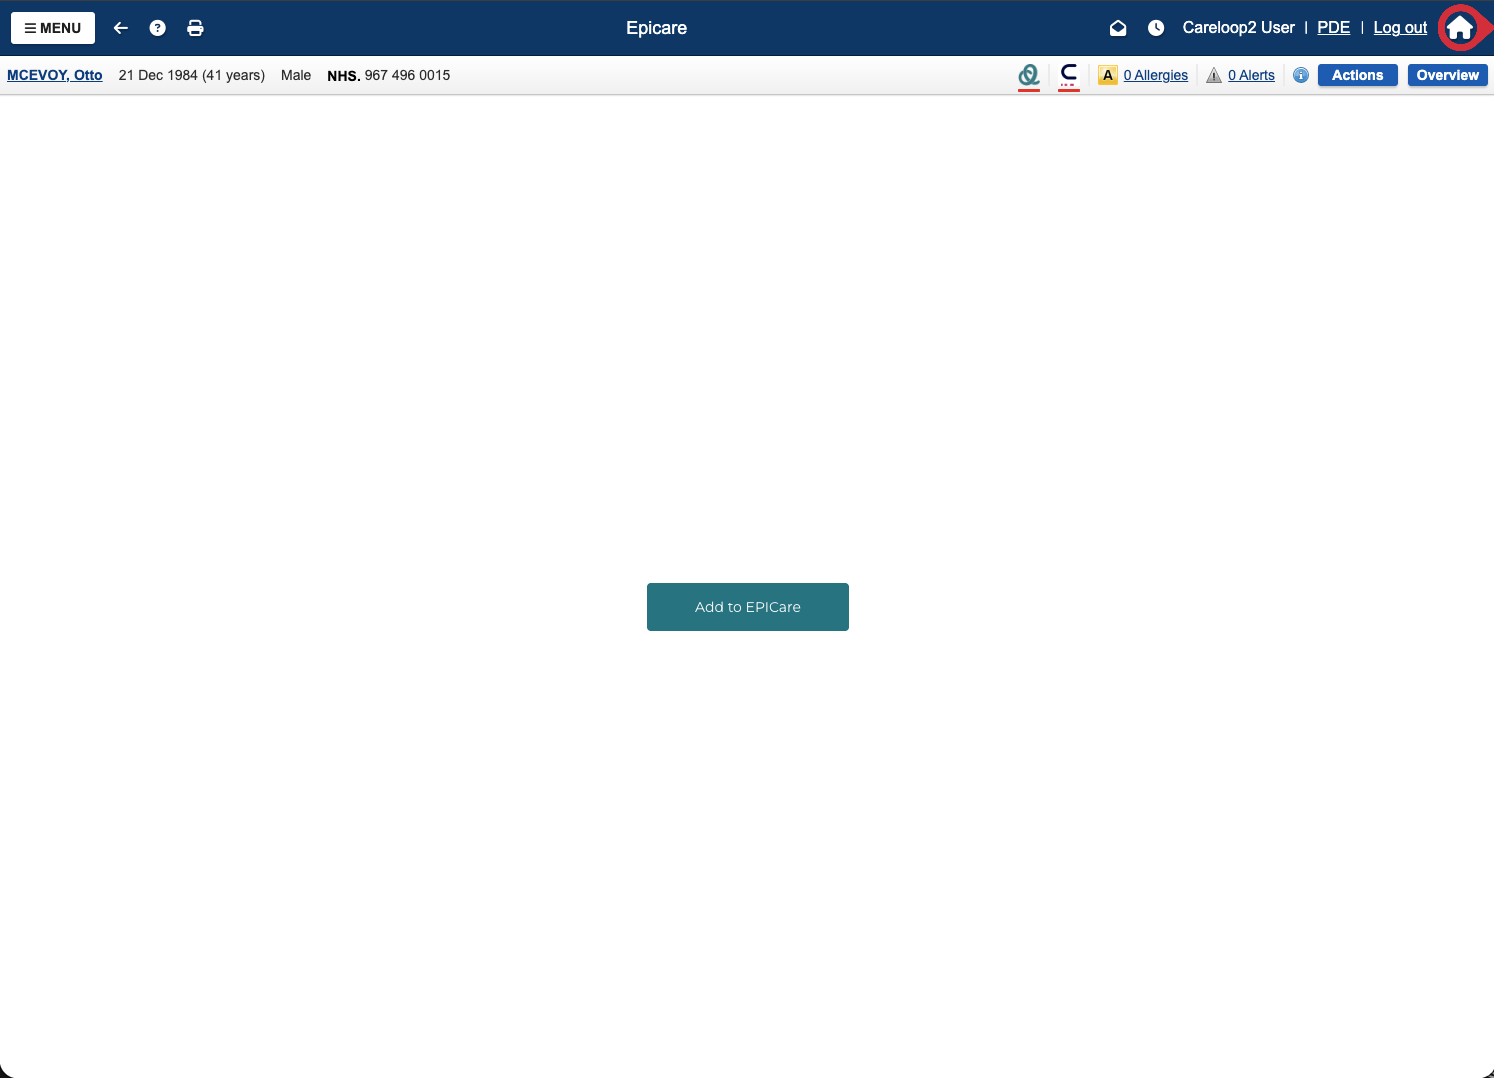 ☰ MENU
Epicare
Careloop2 User | PDE | Log out
MCEVOY, Otto 21 Dec 1984 (41 years) Male NHS. 967 496 0015
A 0 Allergies 0 Alerts Actions Overview
Add to EPICare